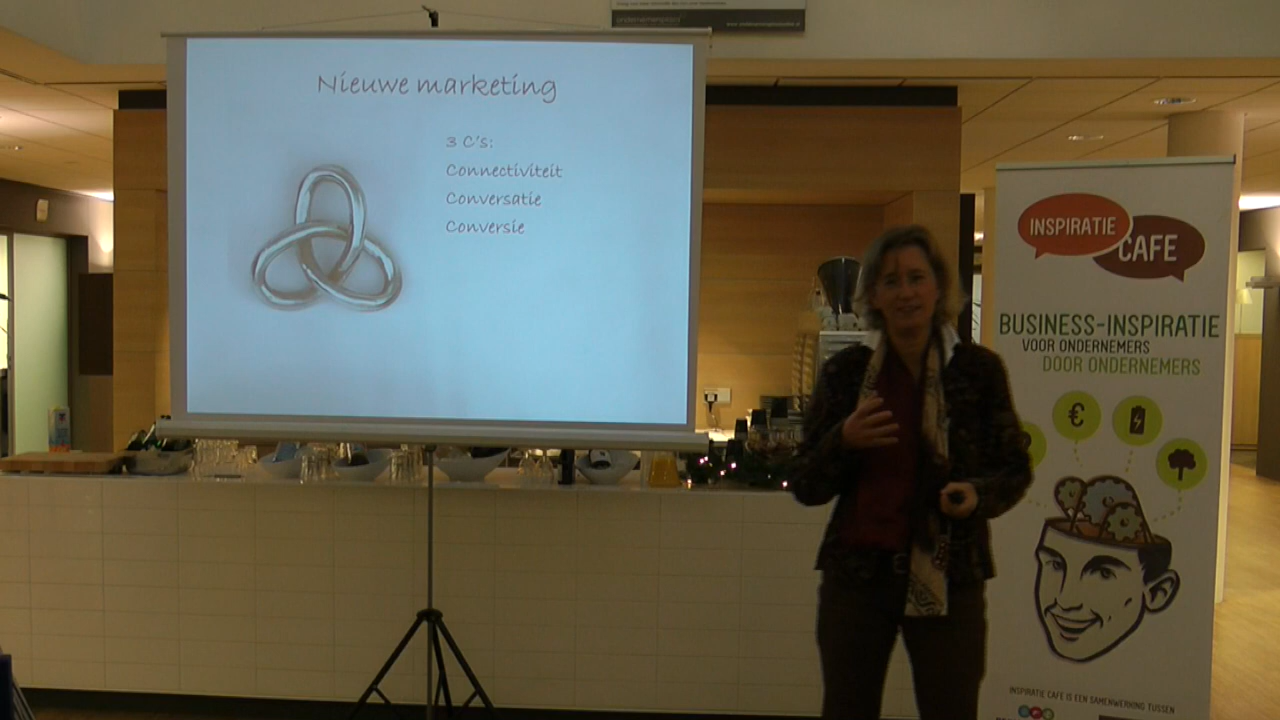 ondernemersplaza
Nieuwe marketing
3 C's:
Connectiviteit
Conversatie
Conversie
INSPIRATIE
CAFE
BUSINESS-INSPIRATIE
VOOR ONDERNEMERS
DOOR ONDERNEMERS
€
INSPIRATIE CAFE IS EEN SAMENWERKING TUSSEN